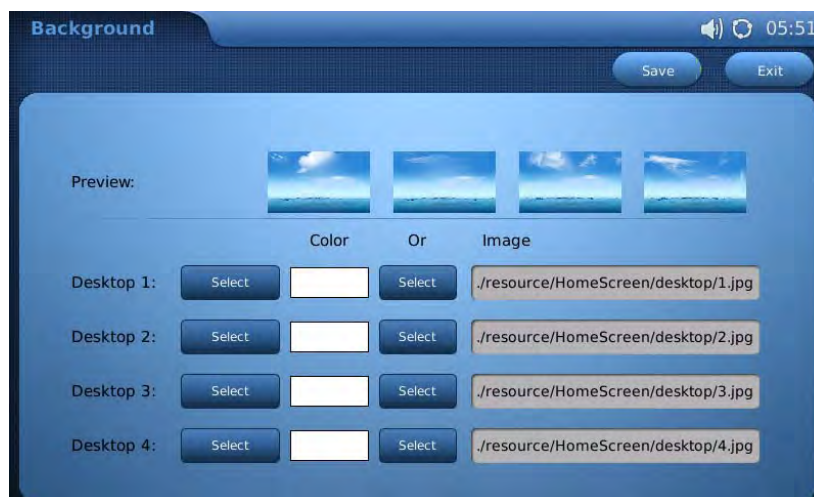 Background 05:51
Save Exit
Preview:
Color Or Image
Desktop 1: Select Select ./resource/HomeScreen/desktop/1.jpg
Desktop 2: Select Select ./resource/HomeScreen/desktop/2.jpg
Desktop 3: Select Select ./resource/HomeScreen/desktop/3.jpg
Desktop 4: Select Select ./resource/HomeScreen/desktop/4.jpg